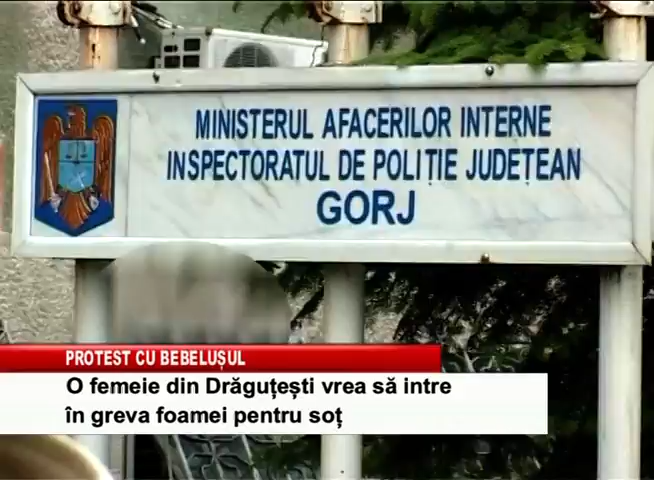 MINISTERUL AFACERILOR INTERNE
INSPECTORATUL DE POLIȚIE JUDEȚEAN
GORJ
PROTEST CU BEBELUȘUL
O femeie din Drăguțești vrea să intre
în greva foamei pentru soț